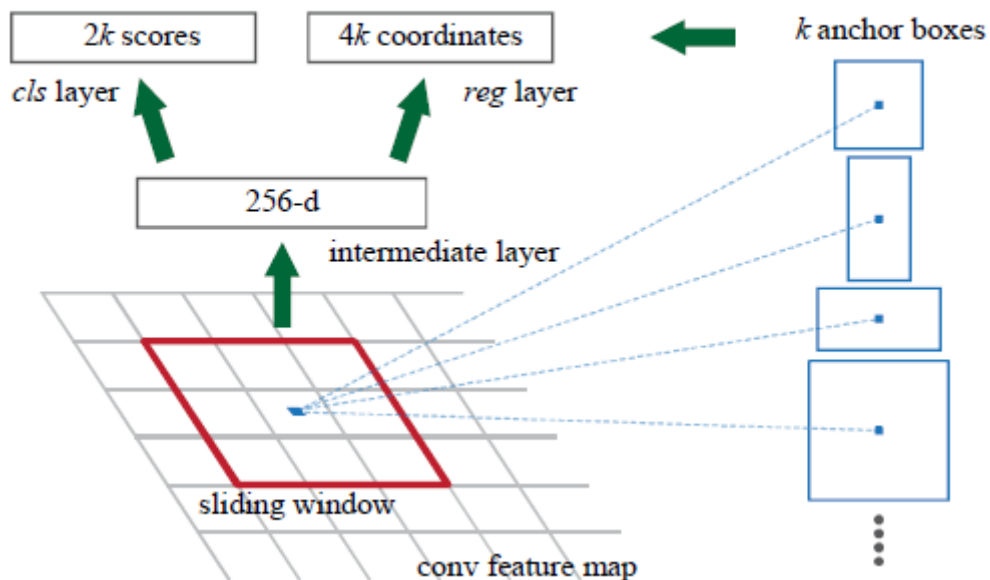 2k scores
4k coordinates
k anchor boxes
cls layer
reg layer
256-d
intermediate layer
sliding window
conv feature map